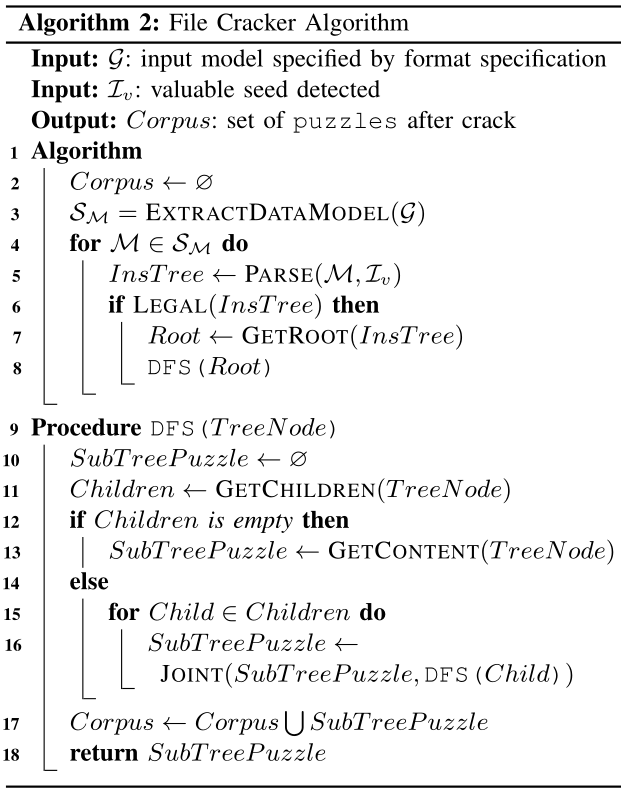 Algorithm 2: File Cracker Algorithm
Input: 𝒢: input model specified by format specification
Input: ℐᵥ: valuable seed detected
Output: Corpus: set of puzzles after crack
1 Algorithm
2 Corpus ← ∅
3 𝒮_ℳ = EXTRACTDATAMODEL(𝒢)
4 for ℳ ∈ 𝒮_ℳ do
5 InsTree ← PARSE(ℳ, ℐᵥ)
6 if LEGAL(InsTree) then
7 Root ← GETROOT(InsTree)
8 DFS(Root)
9 Procedure DFS(TreeNode)
10 SubTreePuzzle ← ∅
11 Children ← GETCHILDREN(TreeNode)
12 if Children is empty then
13 SubTreePuzzle ← GETCONTENT(TreeNode)
14 else
15 for Child ∈ Children do
16 SubTreePuzzle ←
JOINT(SubTreePuzzle, DFS(Child))
17 Corpus ← Corpus ⋃ SubTreePuzzle
18 return SubTreePuzzle